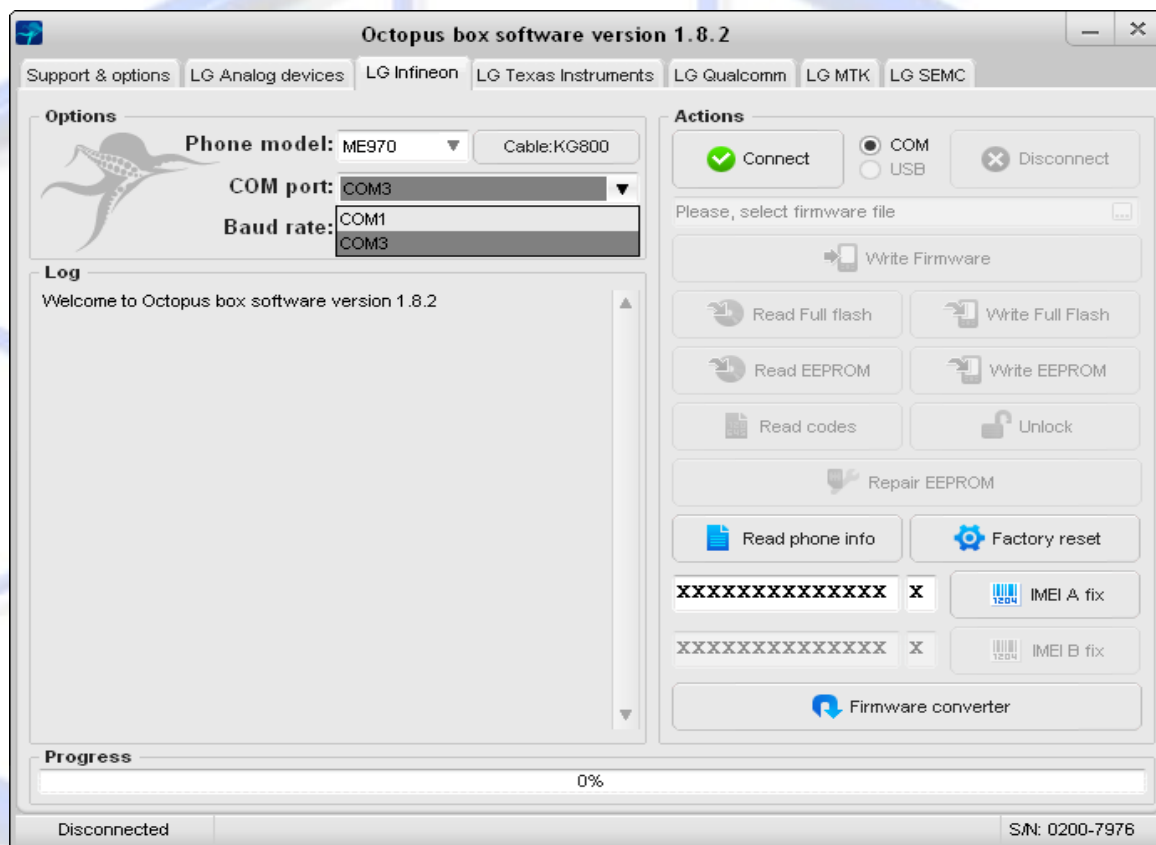 Octopus box software version 1.8.2
Support & options LG Analog devices LG Infineon LG Texas Instruments LG Qualcomm LG MTK LG SEMC
Options
Phone model: ME970 Cable:KG800
COM port: COM3
COM1
Baud rate:
COM3
Log
Welcome to Octopus box software version 1.8.2
Actions
Connect COM USB Disconnect
Please, select firmware file ...
Write Firmware
Read Full flash Write Full Flash
Read EEPROM Write EEPROM
Read codes Unlock
Repair EEPROM
Read phone info Factory reset
XXXXXXXXXXXXXX X 1204 IMEI A fix
XXXXXXXXXXXXXX X 1204 IMEI B fix
Firmware converter
Progress
0%
Disconnected S/N: 0200-7976